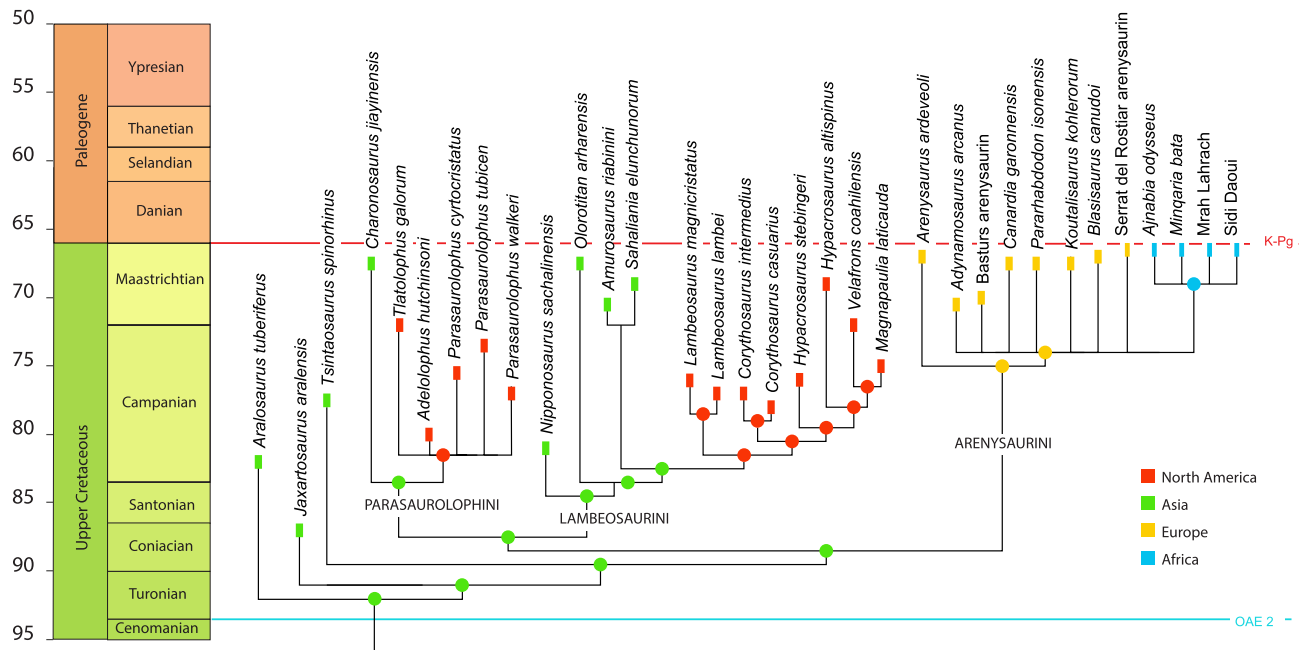 50
55
60
65
70
75
80
85
90
95
Paleogene
Upper Cretaceous
Ypresian
Thanetian
Selandian
Danian
Maastrichtian
Campanian
Santonian
Coniacian
Turonian
Cenomanian
Aralosaurus tuberiferus
Jaxartosaurus aralensis
Tsintaosaurus spinorhinus
Charonosaurus jiayinensis
Tlatolophus galorum
Adelolophus hutchinsoni
Parasaurolophus cyrtocristatus
Parasaurolophus tubicen
Parasaurolophus walkeri
Nipponosaurus sachalinensis
Olorotitan arharensis
Amurosaurus riabinini
Sahaliania elunchunorum
Lambeosaurus magnicristatus
Lambeosaurus lambei
Corythosaurus intermedius
Corythosaurus casuarius
Hypacrosaurus stebingeri
Hypacrosaurus altispinus
Velafrons coahilensis
Magnapaulia laticauda
Arenysaurus ardevoli
Adynamosaurus arcanus
Basturs arenysaurin
Canardia garonnensis
Pararhabdodon isonensis
Koutalisaurus kohlerorum
Blasisaurus canudoi
Serrat del Rostiar arenysaurin
Ajnabia odysseus
Minqaria bata
Mrah Lahrach
Sidi Daoui
K-Pg
PARASAUROLOPHINI
LAMBEOSAURINI
ARENYSAURINI
North America
Asia
Europe
Africa
OAE 2